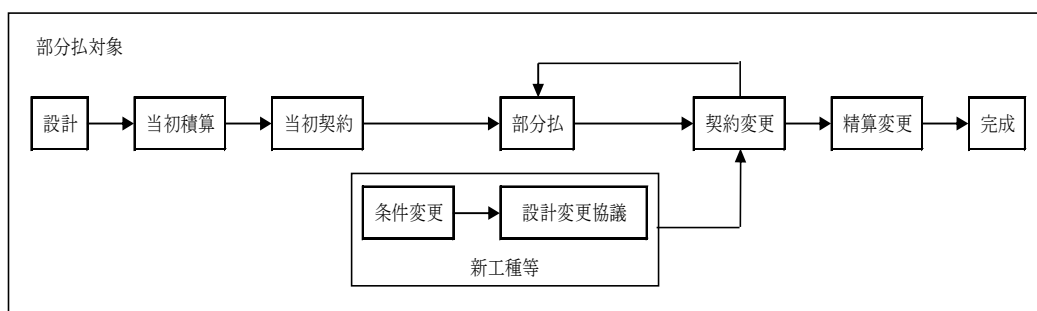 部分払対象
設計
当初積算
当初契約
部分払
契約変更
精算変更
完成
条件変更
設計変更協議
新工種等